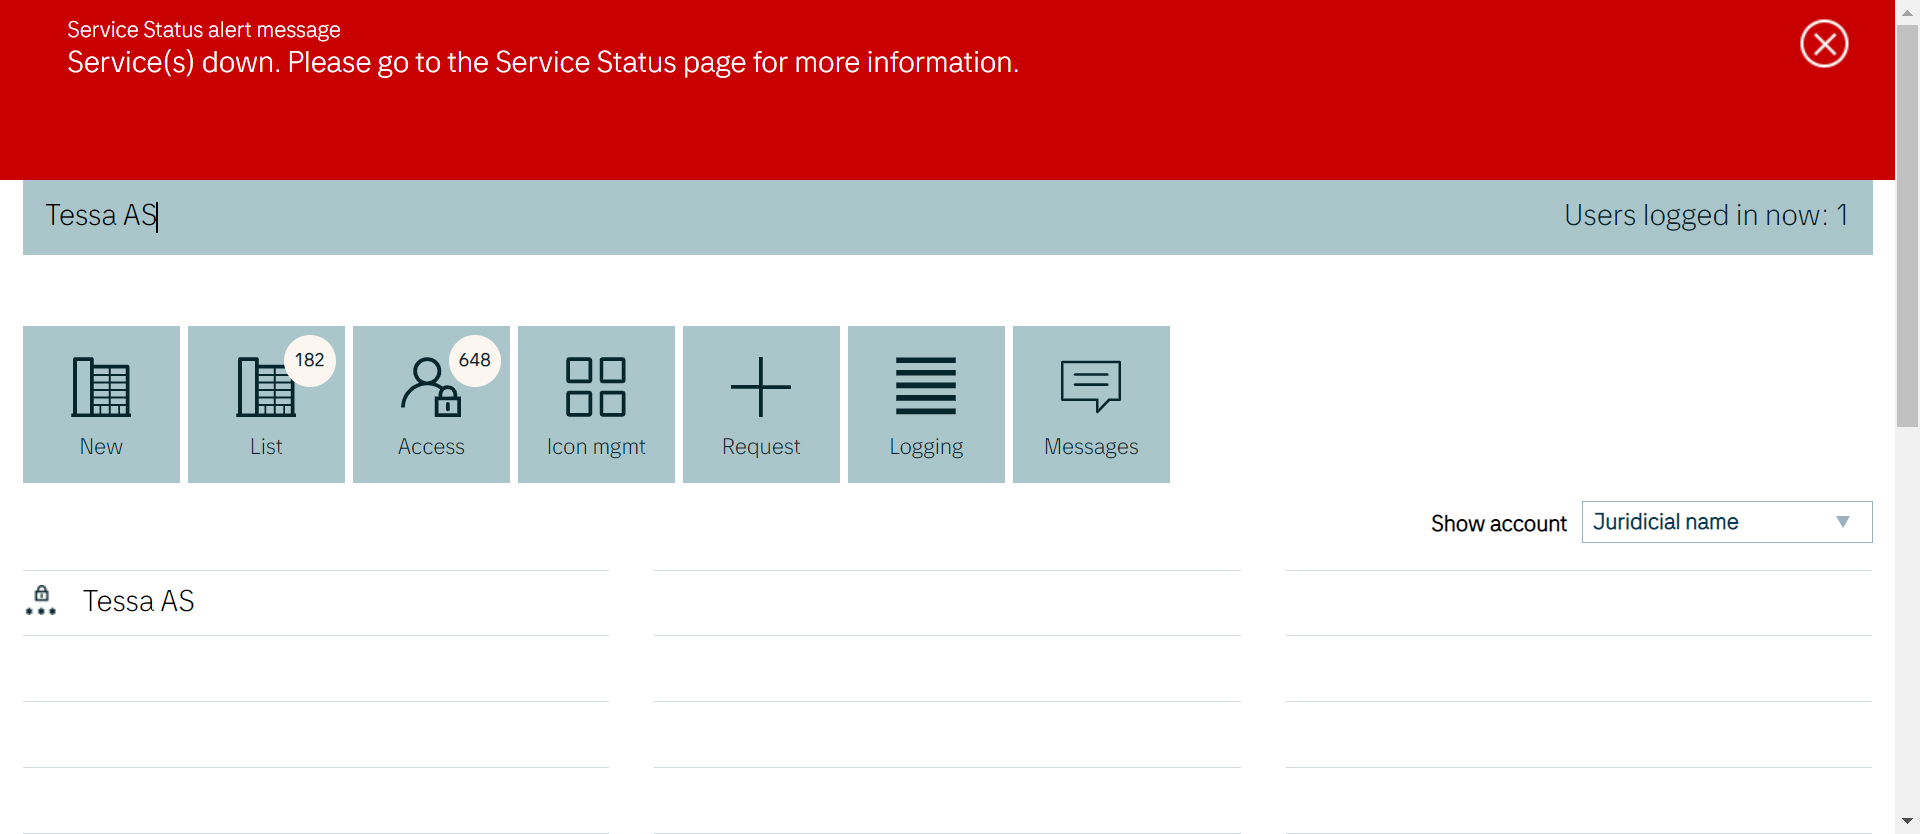 Service Status alert message
Service(s) down. Please go to the Service Status page for more information.
Tessa AS
Users logged in now: 1
New
182
List
648
Access
Icon mgmt
Request
Logging
Messages
Show account
Juridicial name
Tessa AS